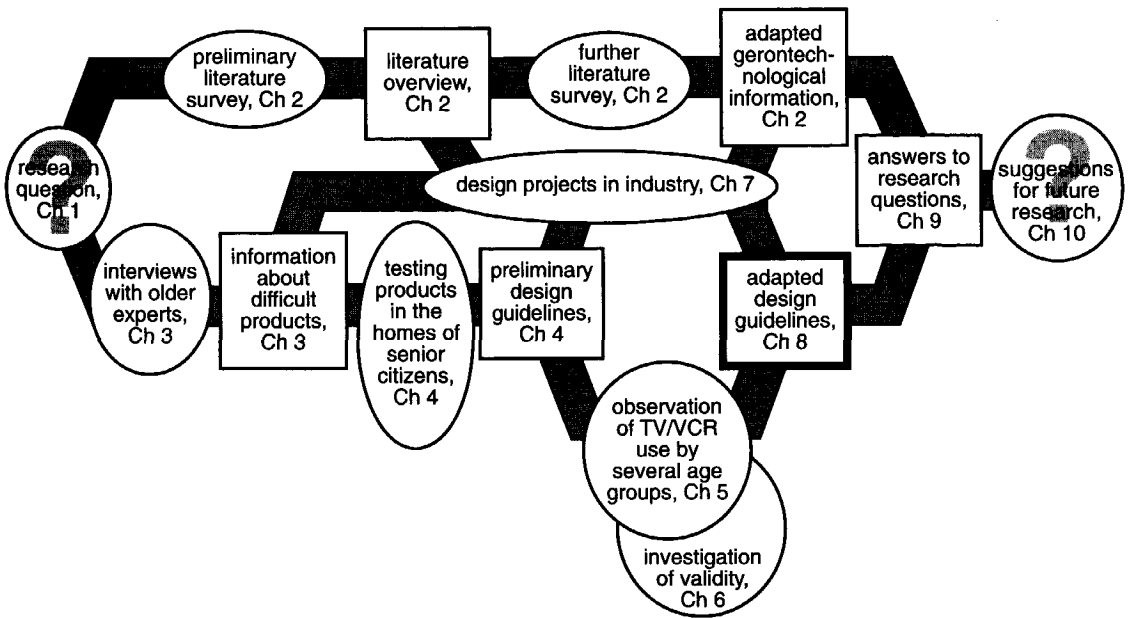 preliminary
literature
survey, Ch 2
literature
overview,
Ch 2
further
literature
survey, Ch 2
adapted
gerontech-
nological
information,
Ch 2
?
research
question,
Ch 1
design projects in industry, Ch 7
answers to
research
questions,
Ch 9
?
suggestions
for future
research,
Ch 10
interviews
with older
experts,
Ch 3
information
about
difficult
products,
Ch 3
testing
products
in the
homes of
senior
citizens,
Ch 4
preliminary
design
guidelines,
Ch 4
adapted
design
guidelines,
Ch 8
observation
of TV/VCR
use by
several age
groups, Ch 5
investigation
of validity,
Ch 6